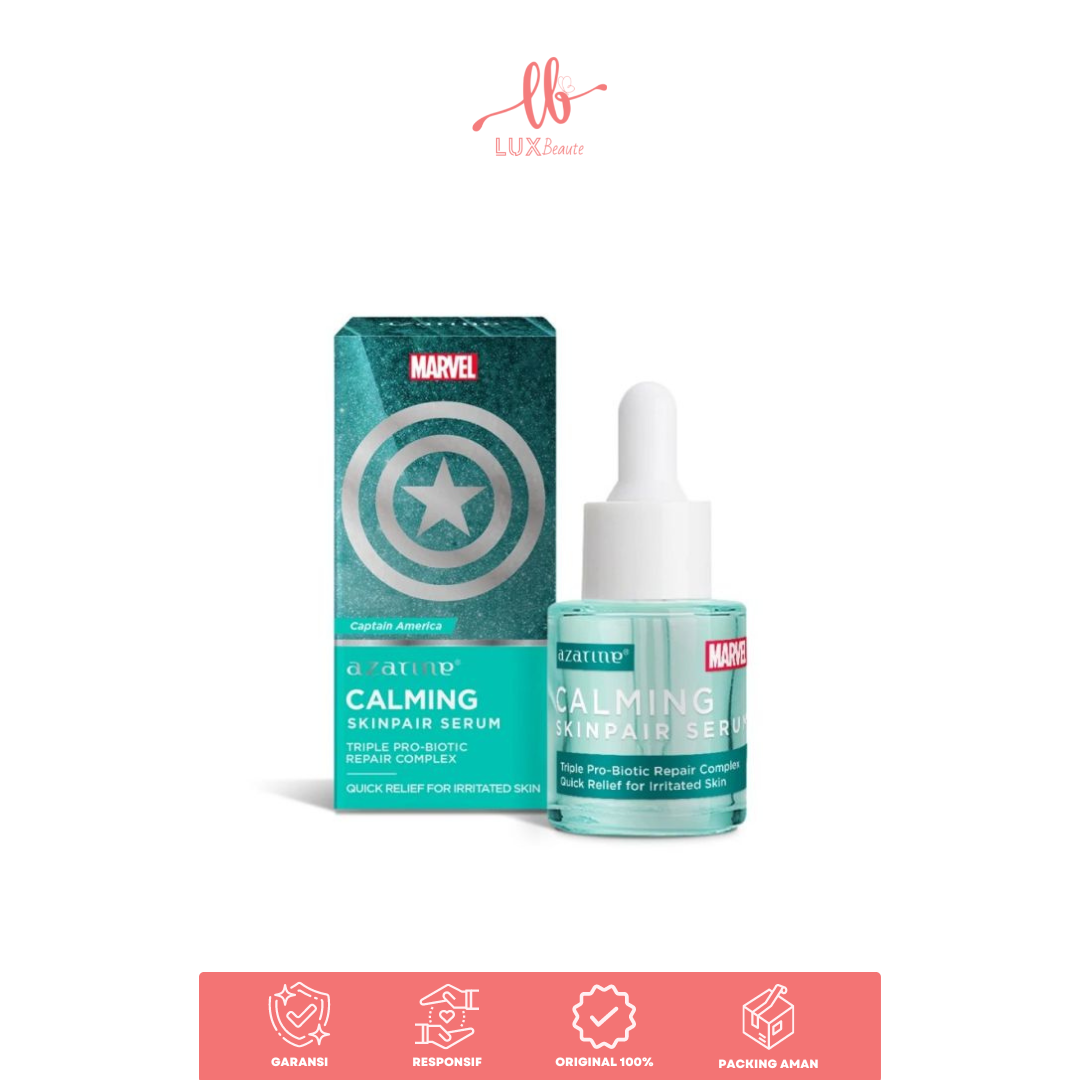 lb
LUX Beaute
azarine
MARVEL
Captain America
azarine®
CALMING
SKINPAIR SERUM
TRIPLE PRO-BIOTIC
REPAIR COMPLEX
QUICK RELIEF FOR IRRITATED SKIN
azarine®
MARVEL
CALMING
SKINPAIR SERUM
Triple Pro-Biotic Repair Complex
Quick Relief for Irritated Skin
GARANSI
RESPONSIF
ORIGINAL 100%
PACKING AMAN